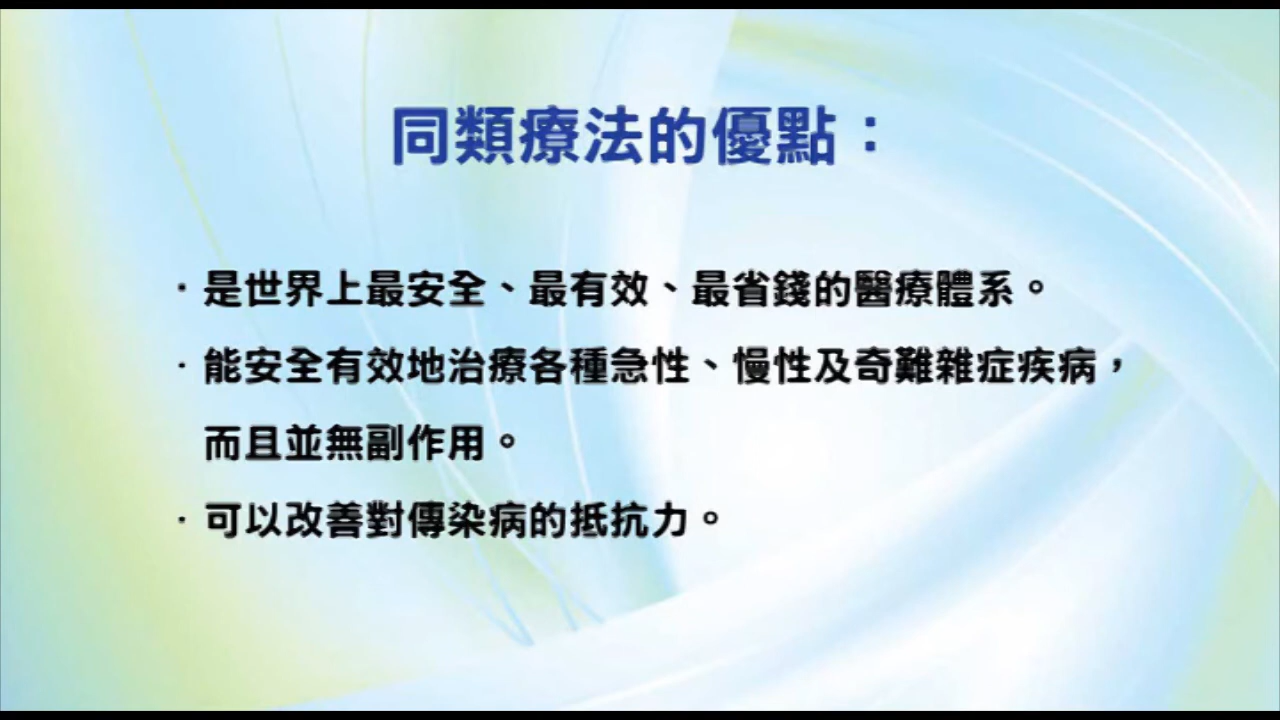 同類療法的優點：
· 是世界上最安全、最有效、最省錢的醫療體系。
· 能安全有效地治療各種急性、慢性及奇難雜症疾病，
而且並無副作用。
· 可以改善對傳染病的抵抗力。